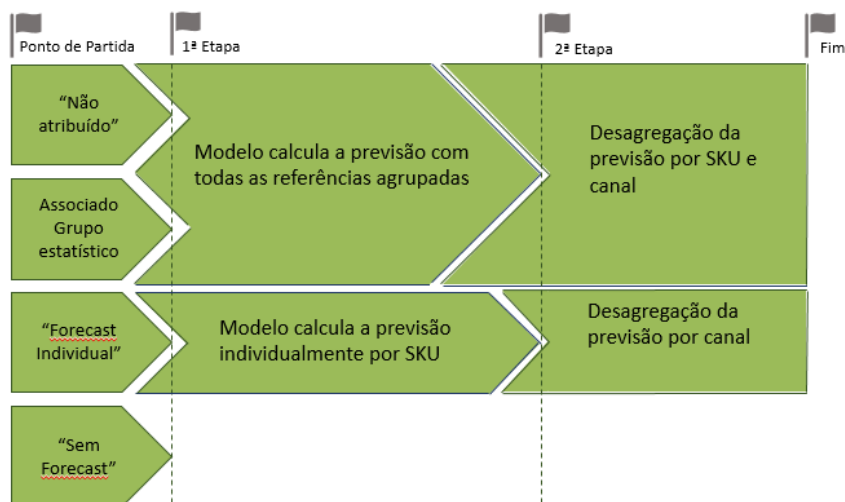 Ponto de Partida
1ª Etapa
2ª Etapa
Fim
“Não
atribuído”
Modelo calcula a previsão com
todas as referências agrupadas
Desagregação da
previsão por SKU e
canal
Associado
Grupo
estatístico
“Forecast
Individual”
Modelo calcula a previsão
individualmente por SKU
Desagregação da
previsão por canal
“Sem
Forecast”